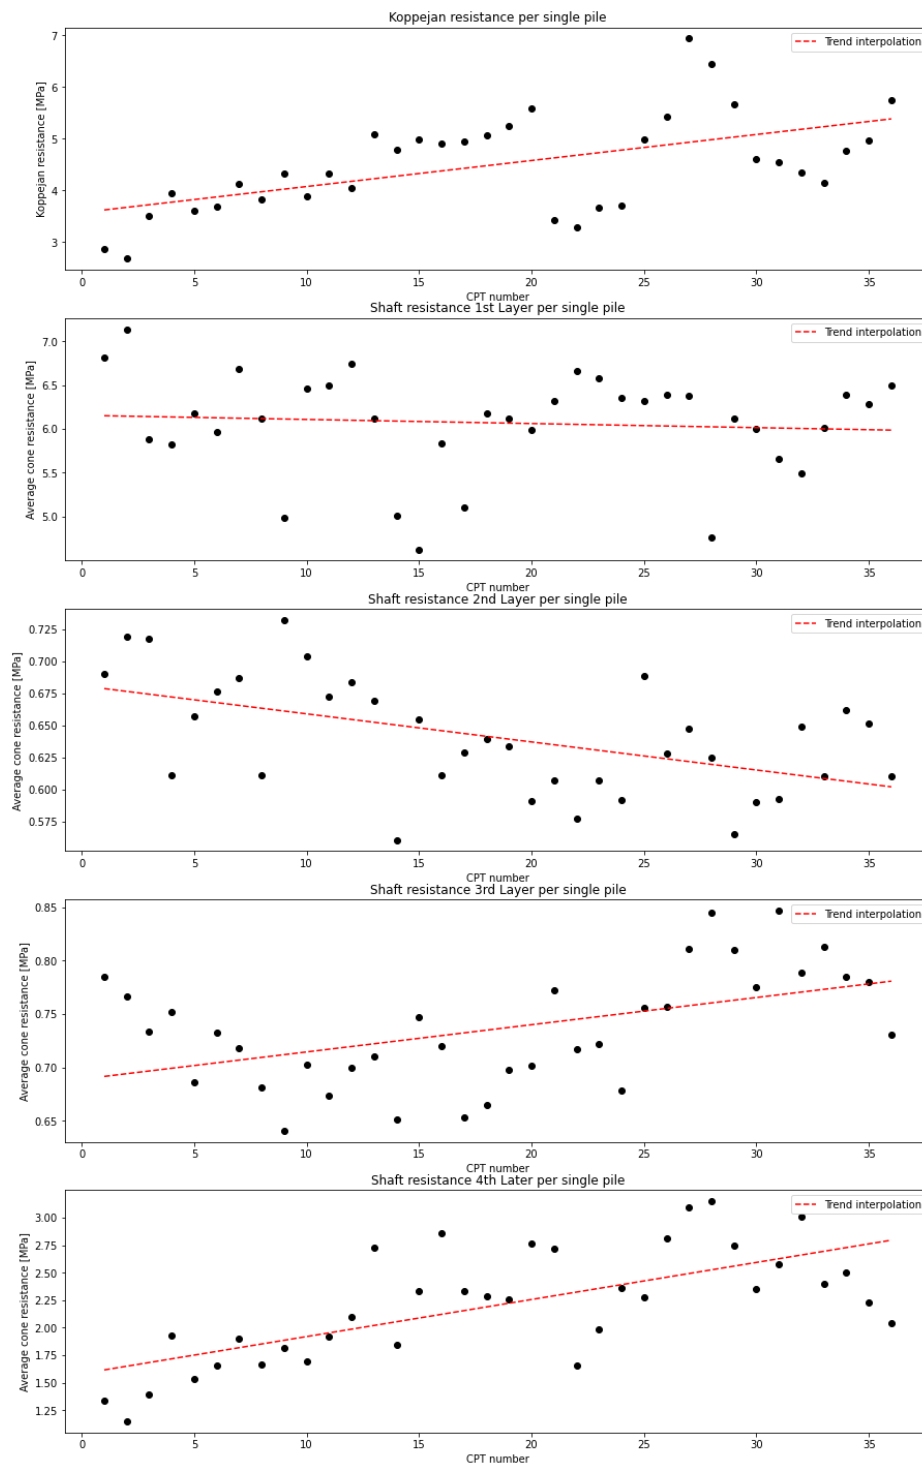 Koppejan resistance per single pile
Trend interpolation
Koppejan resistance [MPa]
7
6
5
4
3
0 5 10 15 20 25 30 35
CPT number
Shaft resistance 1st Layer per single pile
Trend interpolation
Average cone resistance [MPa]
7.0
6.5
6.0
5.5
5.0
0 5 10 15 20 25 30 35
CPT number
Shaft resistance 2nd Layer per single pile
Trend interpolation
Average cone resistance [MPa]
0.725
0.700
0.675
0.650
0.625
0.600
0.575
0 5 10 15 20 25 30 35
CPT number
Shaft resistance 3rd Layer per single pile
Trend interpolation
Average cone resistance [MPa]
0.85
0.80
0.75
0.70
0.65
0 5 10 15 20 25 30 35
CPT number
Shaft resistance 4th Later per single pile
Trend interpolation
Average cone resistance [MPa]
3.00
2.75
2.50
2.25
2.00
1.75
1.50
1.25
0 5 10 15 20 25 30 35
CPT number